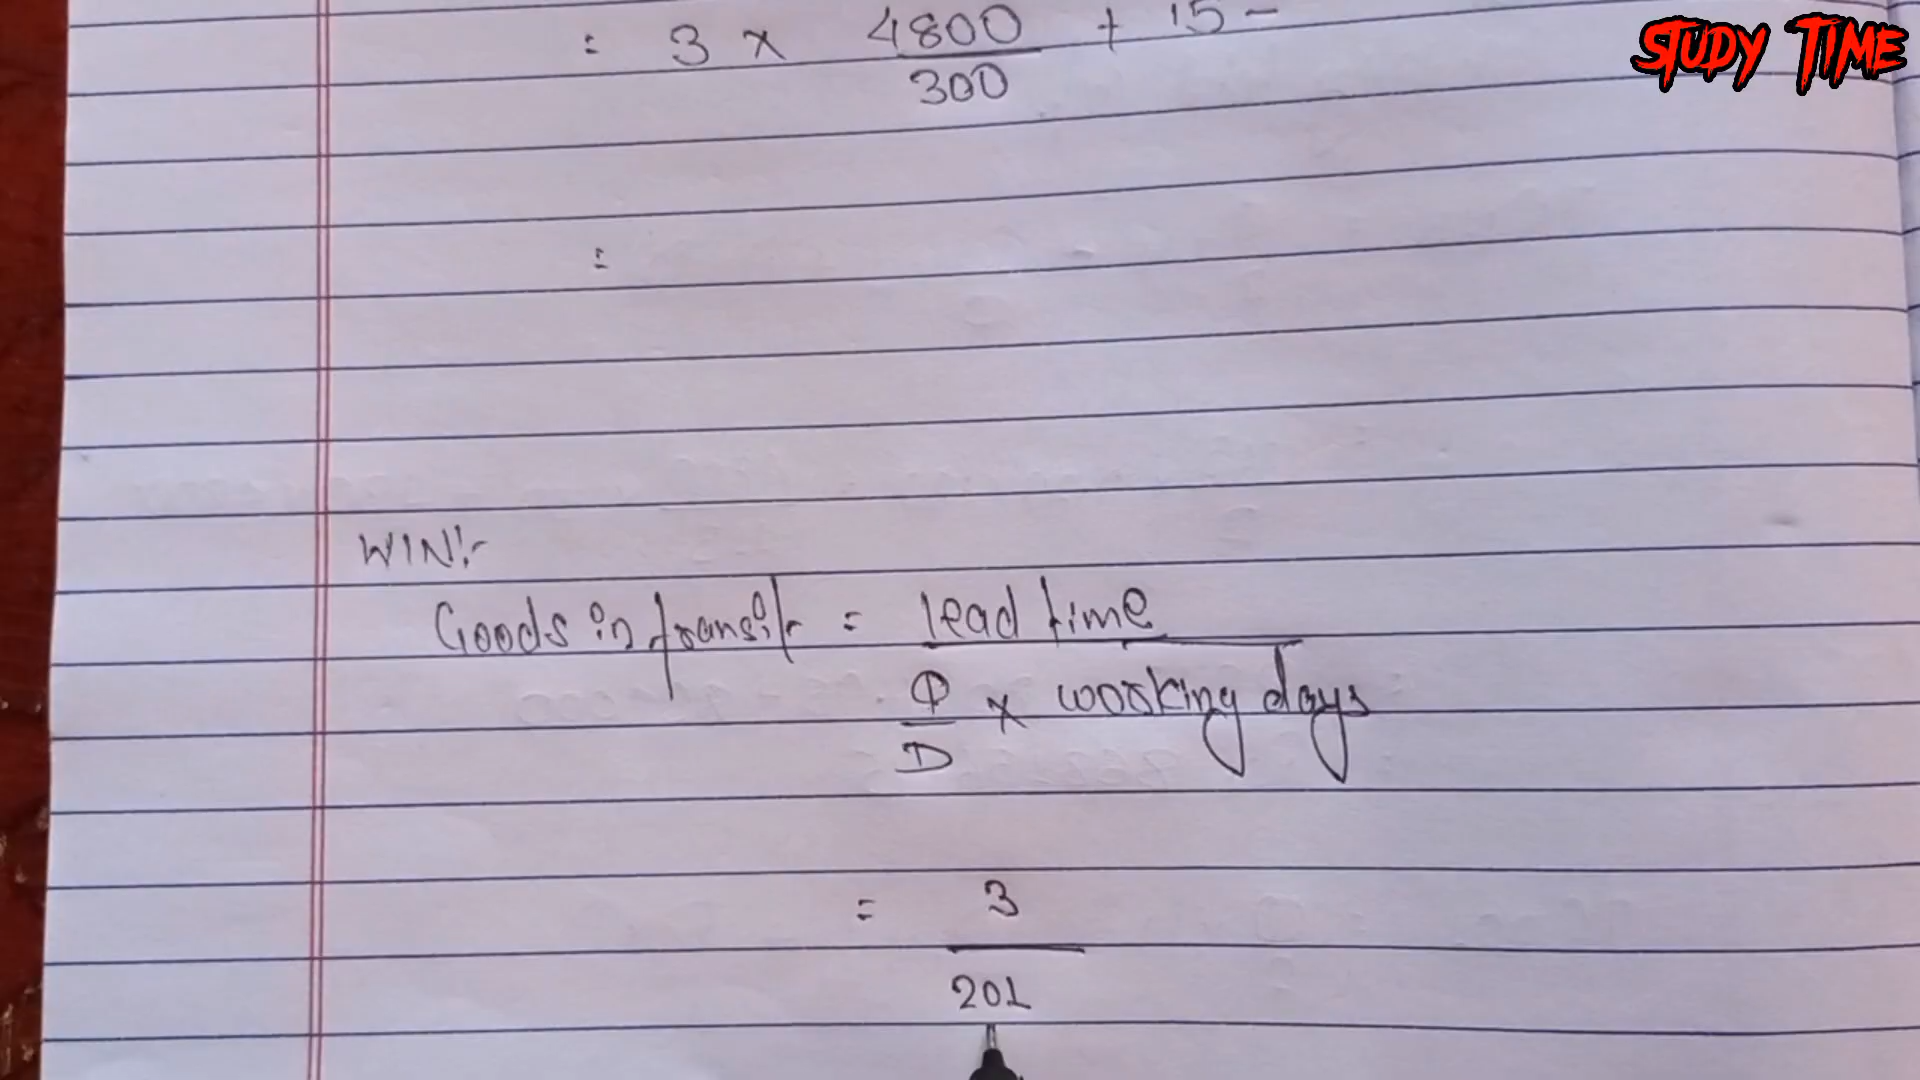 STUDY TIME
= 3 × 4800 + 15 -
300
=
WIN:-
Goods in transit = lead time
Q × working days
D
= 3
201